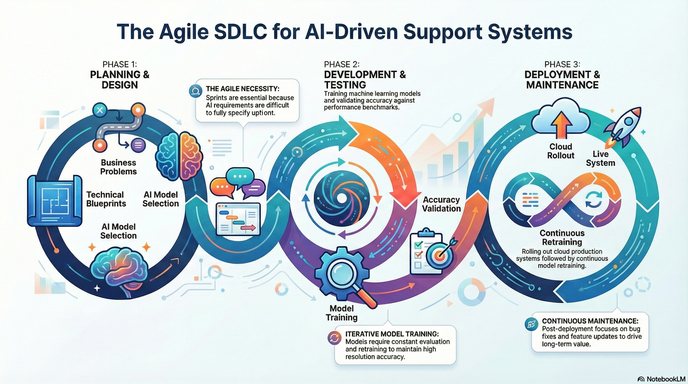 The Agile SDLC for AI-Driven Support Systems
PHASE 1:
PLANNING &
DESIGN
THE AGILE NECESSITY:
Sprints are essential because
AI requirements are difficult
to fully specify upfront.
Business
Problems
Technical
Blueprints
AI Model
Selection
AI Model
Selection
PHASE 2:
DEVELOPMENT &
TESTING
Training machine learning models
and validating accuracy against
performance benchmarks.
Accuracy
Validation
Model
Training
ITERATIVE MODEL TRAINING:
Models require constant evaluation
and retraining to maintain high
resolution accuracy.
PHASE 3:
DEPLOYMENT &
MAINTENANCE
Cloud
Rollout
Live
System
Continuous
Retraining
Rolling out cloud production
systems followed by continuous
model retraining.
CONTINUOUS MAINTENANCE:
Post-deployment focuses on bug
fixes and feature updates to drive
long-term value.
NotebookLM